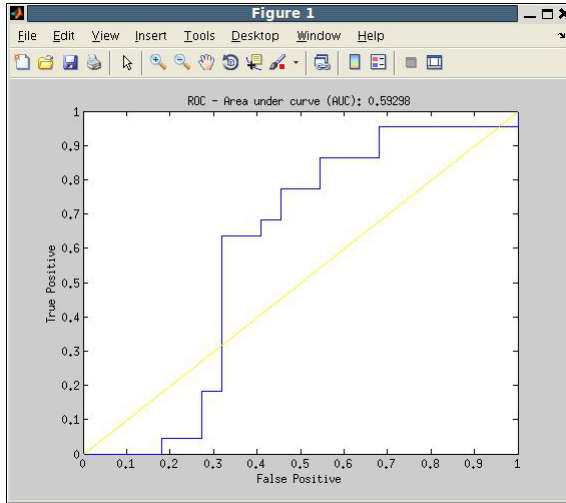 Figure 1
File Edit View Insert Tools Desktop Window Help
ROC - Area under curve (AUC): 0.59298
1
0.9
0.8
0.7
0.6
0.5
0.4
0.3
0.2
0.1
0
True Positive
0 0.1 0.2 0.3 0.4 0.5 0.6 0.7 0.8 0.9 1
False Positive